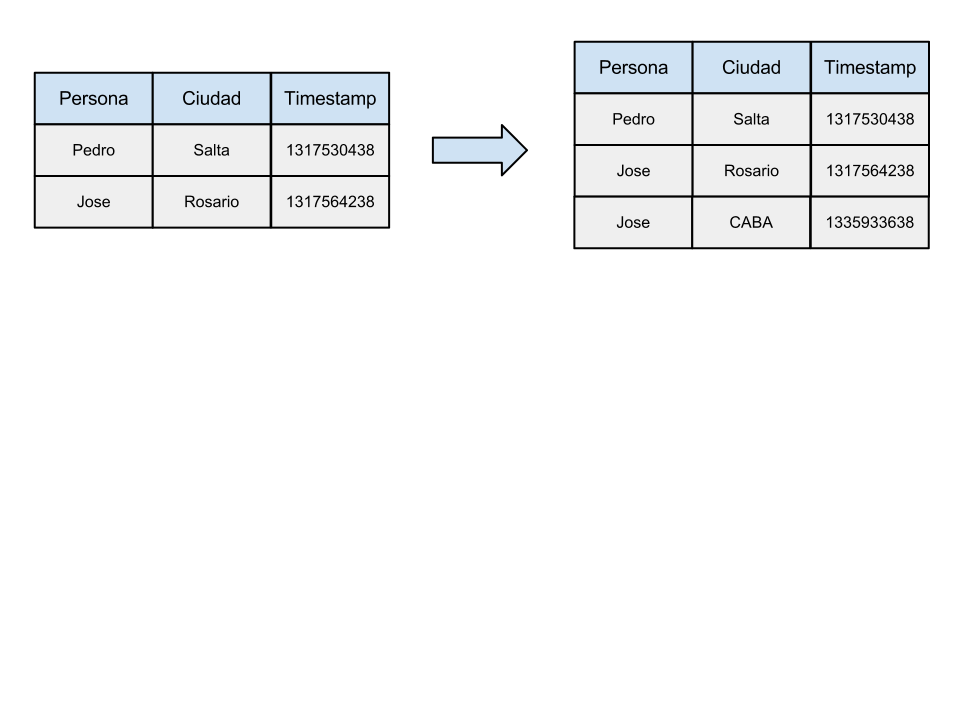 Persona Ciudad Timestamp
Pedro Salta 1317530438
Jose Rosario 1317564238
Persona Ciudad Timestamp
Pedro Salta 1317530438
Jose Rosario 1317564238
Jose CABA 1335933638